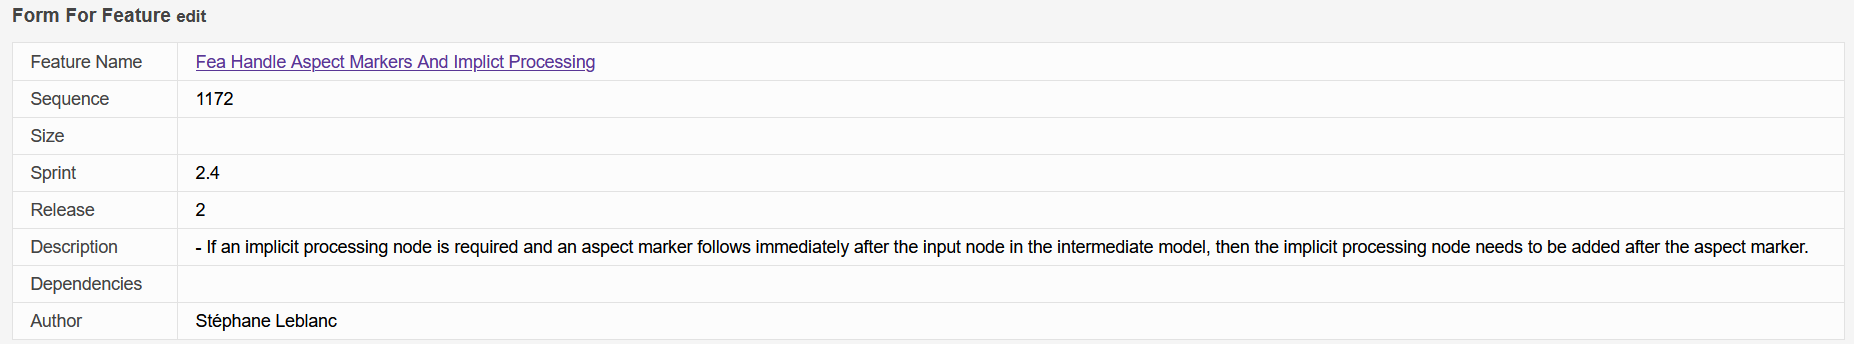 Form For Feature edit
Feature Name Fea Handle Aspect Markers And Implict Processing
Sequence 1172
Size
Sprint 2.4
Release 2
Description - If an implicit processing node is required and an aspect marker follows immediately after the input node in the intermediate model, then the implicit processing node needs to be added after the aspect marker.
Dependencies
Author Stéphane Leblanc